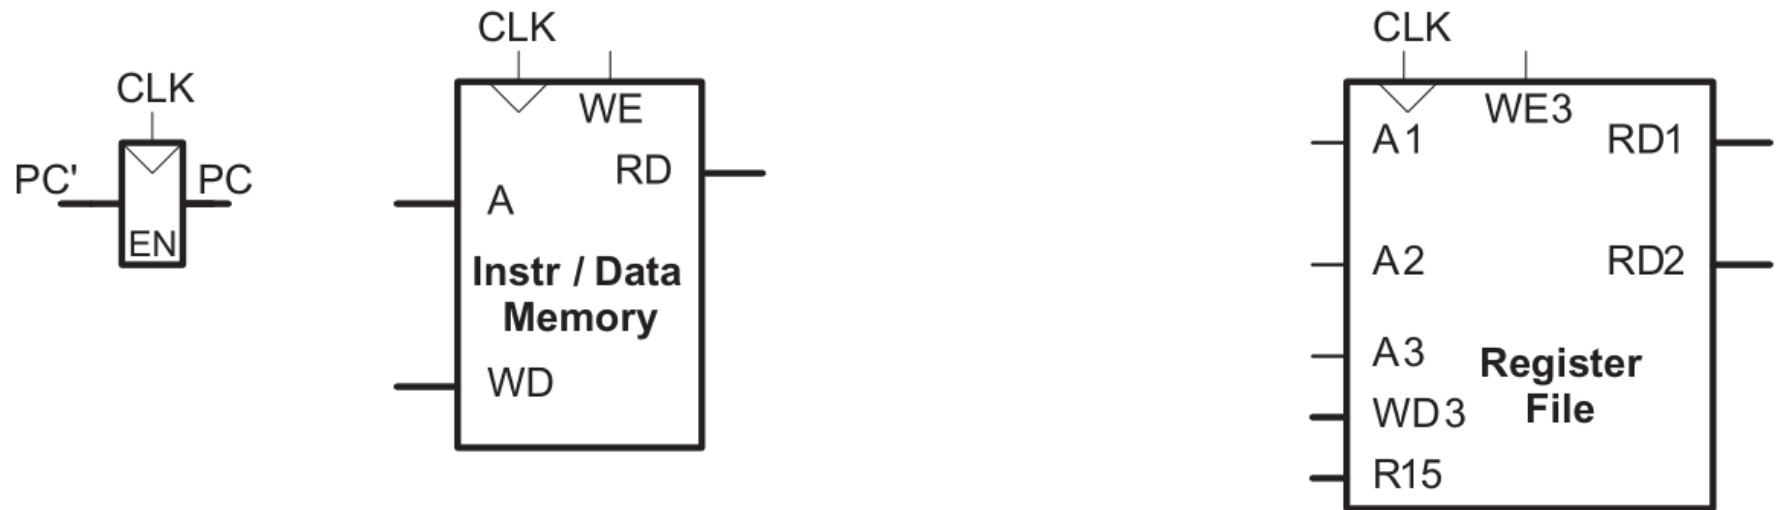 CLK
PC'
PC
EN
CLK
WE
RD
A
Instr / Data
Memory
WD
CLK
WE3
A1
RD1
A2
RD2
A3
Register
File
WD3
R15